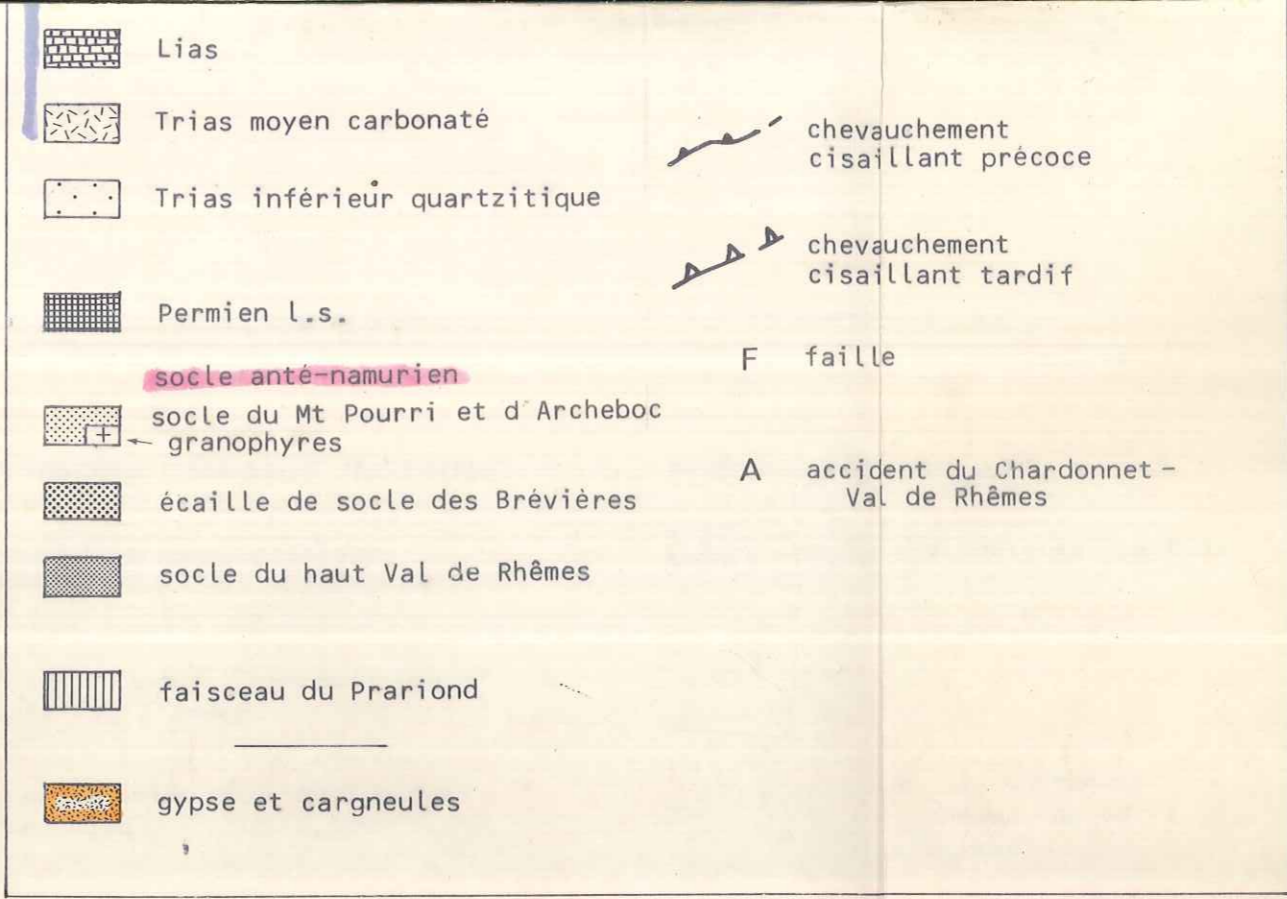 Lias
Trias moyen carbonaté
Trias inférieur quartzitique
Permien l.s.
socle anté-namurien
socle du Mt Pourri et d'Archeboc
granophyres
écaille de socle des Brévières
socle du haut Val de Rhêmes
faisceau du Prariond
gypse et cargneules
chevauchement
cisaillant précoce
chevauchement
cisaillant tardif
F faille
A accident du Chardonnet –
Val de Rhêmes